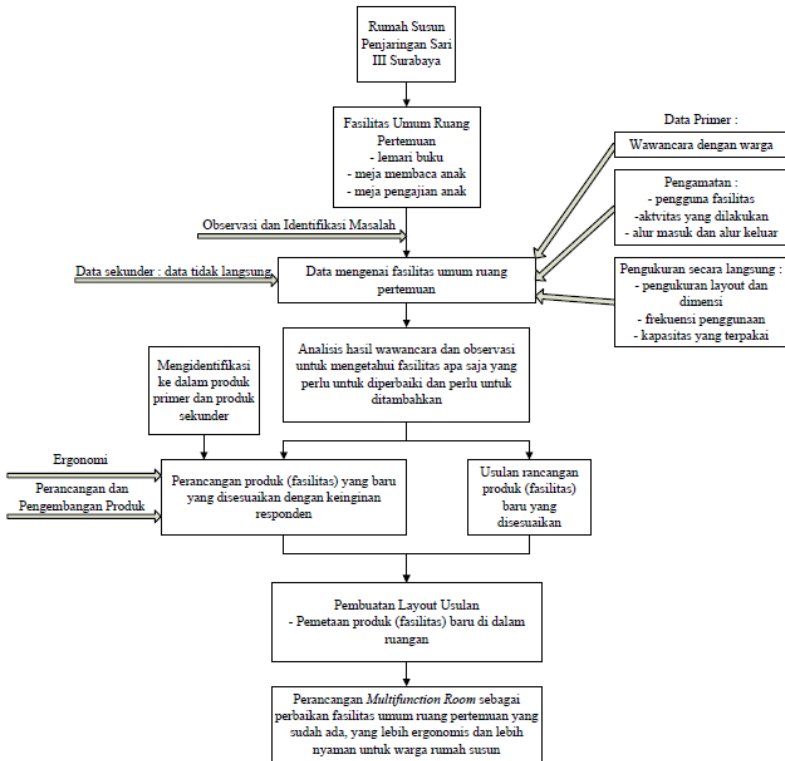 Rumah Susun
Penjaringan Sari
III Surabaya
Fasilitas Umum Ruang
Pertemuan
- lemari buku
- meja membaca anak
- meja pengajian anak
Data Primer :
Wawancara dengan warga
Pengamatan :
- pengguna fasilitas
-aktvitas yang dilakukan
- alur masuk dan alur keluar
Pengukuran secara langsung :
- pengukuran layout dan
dimensi
- frekuensi penggunaan
- kapasitas yang terpakai
Observasi dan Identifikasi Masalah
Data sekunder : data tidak langsung
Data mengenai fasilitas umum ruang
pertemuan
Analisis hasil wawancara dan observasi
untuk mengetahui fasilitas apa saja yang
perlu untuk diperbaiki dan perlu untuk
ditambahkan
Mengidentifikasi
ke dalam produk
primer dan produk
sekunder
Ergonomi
Perancangan dan
Pengembangan Produk
Perancangan produk (fasilitas) yang baru
yang disesuaikan dengan keinginan
responden
Usulan rancangan
produk (fasilitas)
baru yang
disesuaikan
Pembuatan Layout Usulan
- Pemetaan produk (fasilitas) baru di dalam
ruangan
Perancangan Multifunction Room sebagai
perbaikan fasilitas umum ruang pertemuan yang
sudah ada, yang lebih ergonomis dan lebih
nyaman untuk warga rumah susun